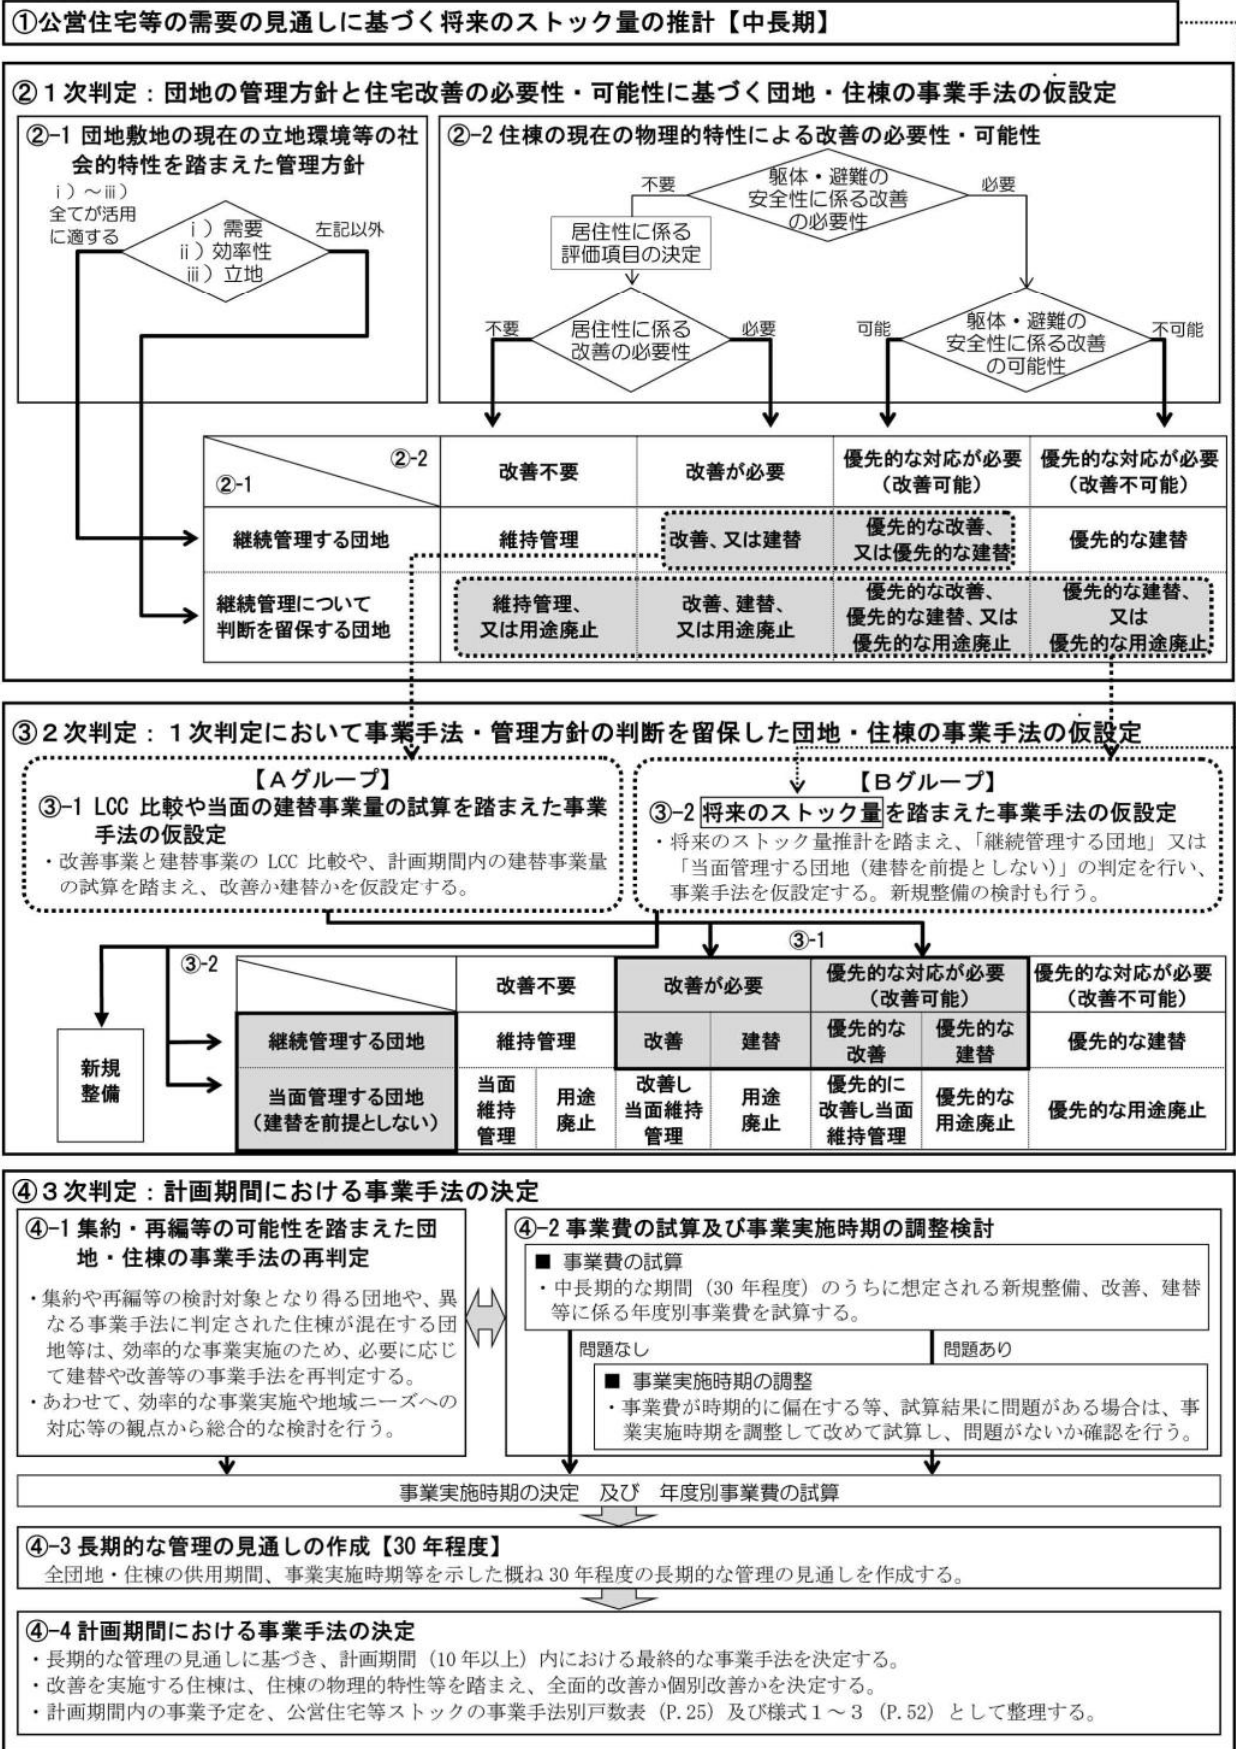 ①公営住宅等の需要の見通しに基づく将来のストック量の推計【中長期】
②１次判定：団地の管理方針と住宅改善の必要性・可能性に基づく団地・住棟の事業手法の仮設定
②-1 団地敷地の現在の立地環境等の社
会的特性を踏まえた管理方針
ⅰ）～ⅲ）
全てが活用
に適する
ⅰ）需要
ⅱ）効率性
ⅲ）立地
左記以外
②-2 住棟の現在の物理的特性による改善の必要性・可能性
不要
躯体・避難の
安全性に係る改善
の必要性
必要
居住性に係る
評価項目の決定
不要
居住性に係る
改善の必要性
必要
可能
躯体・避難の
安全性に係る改善
の可能性
不可能
②-2
②-1
改善不要
改善が必要
優先的な対応が必要
（改善可能）
優先的な対応が必要
（改善不可能）
継続管理する団地
維持管理
改善、又は建替
優先的な改善、
又は優先的な建替
優先的な建替
継続管理について
判断を留保する団地
維持管理、
又は用途廃止
改善、建替、
又は用途廃止
優先的な改善、
優先的な建替、又は
優先的な用途廃止
優先的な建替、
又は
優先的な用途廃止
③２次判定：１次判定において事業手法・管理方針の判断を留保した団地・住棟の事業手法の仮設定
【Ａグループ】
③-1 LCC 比較や当面の建替事業量の試算を踏まえた事業
手法の仮設定
・改善事業と建替事業の LCC 比較や、計画期間内の建替事業量
の試算を踏まえ、改善か建替かを仮設定する。
【Ｂグループ】
③-2 将来のストック量を踏まえた事業手法の仮設定
・将来のストック量推計を踏まえ、「継続管理する団地」又は
「当面管理する団地（建替を前提としない）」の判定を行い、
事業手法を仮設定する。新規整備の検討も行う。
③-1
③-2
改善不要
改善が必要
優先的な対応が必要
（改善可能）
優先的な対応が必要
（改善不可能）
新規
整備
継続管理する団地
維持管理
改善
建替
優先的な
改善
優先的な
建替
優先的な建替
当面管理する団地
（建替を前提としない）
当面
維持
管理
用途
廃止
改善し
当面維持
管理
用途
廃止
優先的に
改善し当面
維持管理
優先的な
用途廃止
優先的な用途廃止
④３次判定：計画期間における事業手法の決定
④-1 集約・再編等の可能性を踏まえた団
地・住棟の事業手法の再判定
・集約や再編等の検討対象となり得る団地や、異
なる事業手法に判定された住棟が混在する団
地等は、効率的な事業実施のため、必要に応じ
て建替や改善等の事業手法を再判定する。
・あわせて、効率的な事業実施や地域ニーズへの
対応等の観点から総合的な検討を行う。
④-2 事業費の試算及び事業実施時期の調整検討
■ 事業費の試算
・中長期的な期間（30 年程度）のうちに想定される新規整備、改善、建替
等に係る年度別事業費を試算する。
問題なし
問題あり
■ 事業実施時期の調整
・事業費が時期的に偏在する等、試算結果に問題がある場合は、事
業実施時期を調整して改めて試算し、問題がないか確認を行う。
事業実施時期の決定　及び　年度別事業費の試算
④-3 長期的な管理の見通しの作成【30 年程度】
全団地・住棟の供用期間、事業実施時期等を示した概ね 30 年程度の長期的な管理の見通しを作成する。
④-4 計画期間における事業手法の決定
・長期的な管理の見通しに基づき、計画期間（10 年以上）内における最終的な事業手法を決定する。
・改善を実施する住棟は、住棟の物理的特性等を踏まえ、全面的改善か個別改善かを決定する。
・計画期間内の事業予定を、公営住宅等ストックの事業手法別戸数表（P.25）及び様式１～３（P.52）として整理する。